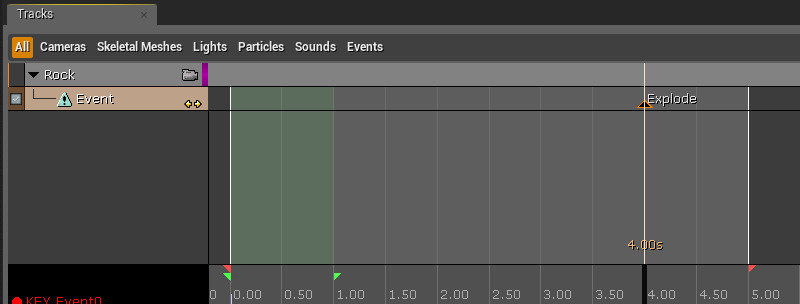 Tracks
All Cameras Skeletal Meshes Lights Particles Sounds Events
Rock
Event Explode
4.00s
0 0.00 0.50 1.00 1.50 2.00 2.50 3.00 3.50 4.00 4.50 5.00
KEY Event0